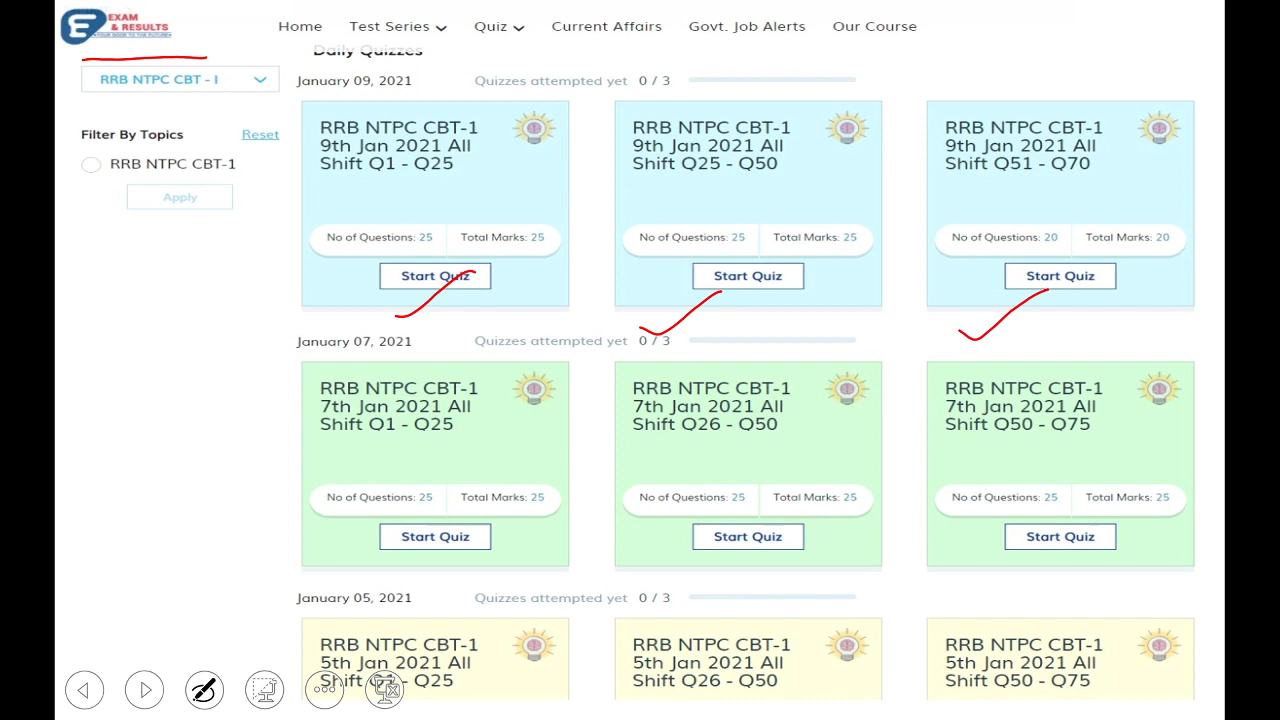 EXAM
& RESULTS
Home Test Series Quiz Current Affairs Govt. Job Alert Our Course
Daily Quizzes
RRB NTPC CBT - I
Filter By Topics Reset
RRB NTPC CBT-1
Apply
January 09, 2021 Quizzes attempted yet 0 / 3
RRB NTPC CBT-1
9th Jan 2021 All
Shift Q1 - Q25
No of Questions: 25 Total Marks: 25
Start Quiz
RRB NTPC CBT-1
9th Jan 2021 All
Shift Q25 - Q50
No of Questions: 25 Total Marks: 25
Start Quiz
RRB NTPC CBT-1
9th Jan 2021 All
Shift Q51 - Q70
No of Questions: 20 Total Marks: 20
Start Quiz
January 07, 2021 Quizzes attempted yet 0 / 3
RRB NTPC CBT-1
7th Jan 2021 All
Shift Q1 - Q25
No of Questions: 25 Total Marks: 25
Start Quiz
RRB NTPC CBT-1
7th Jan 2021 All
Shift Q26 - Q50
No of Questions: 25 Total Marks: 25
Start Quiz
RRB NTPC CBT-1
7th Jan 2021 All
Shift Q50 - Q75
No of Questions: 25 Total Marks: 25
Start Quiz
January 05, 2021 Quizzes attempted yet 0 / 3
RRB NTPC CBT-1
5th Jan 2021 All
Shift Q1 - Q25
RRB NTPC CBT-1
5th Jan 2021 All
Shift Q26 - Q50
RRB NTPC CBT-1
5th Jan 2021 All
Shift Q50 - Q75